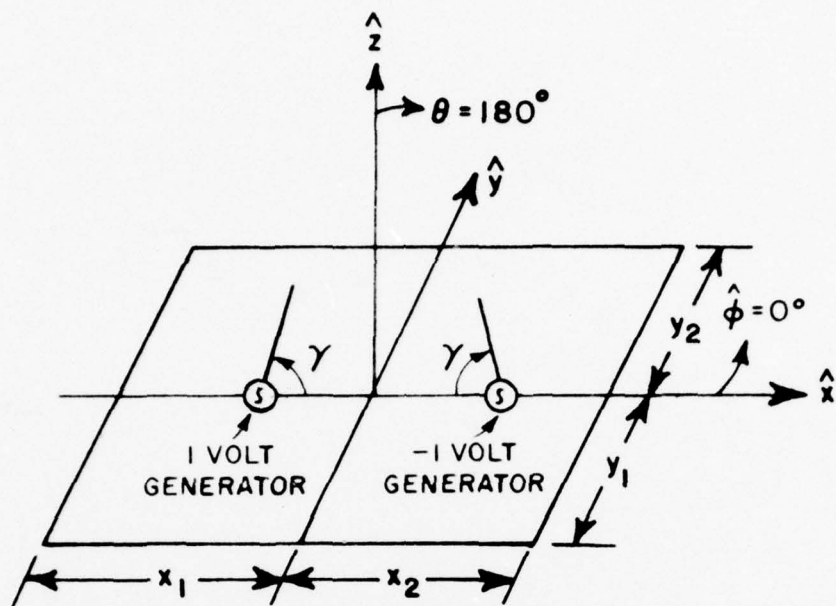 ẑ
θ = 180°
ŷ
γ
γ
y₂
φ̂ = 0°
x̂
S
S
1 VOLT
GENERATOR
-1 VOLT
GENERATOR
y₁
x₁
x₂